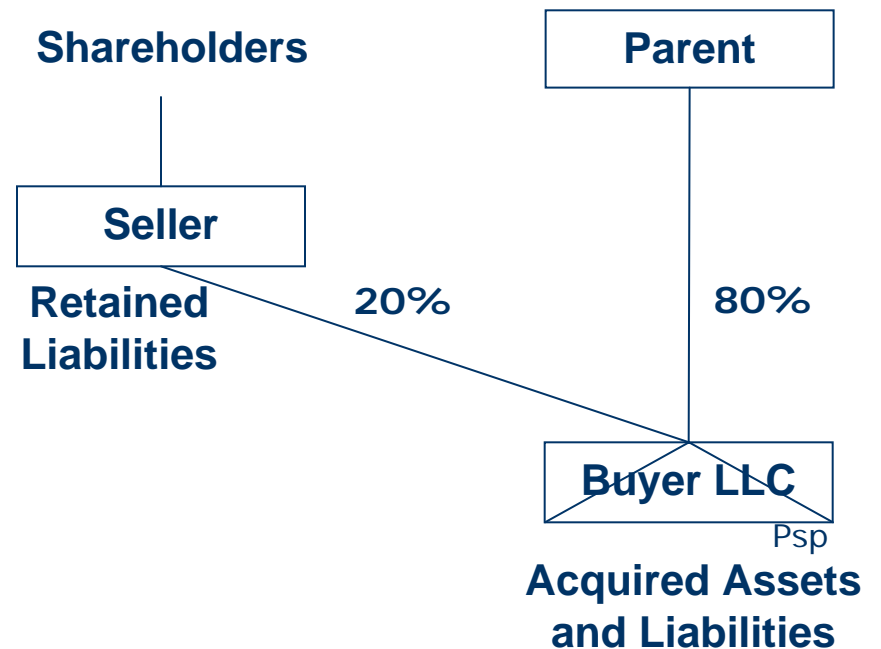 Shareholders
Parent
Seller
Retained
Liabilities
20%
80%
Buyer LLC
Psp
Acquired Assets
and Liabilities